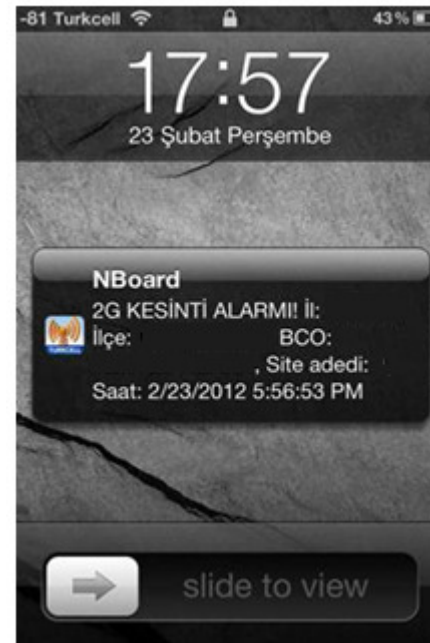 -81 Turkcell 43%
17:57
23 Şubat Perşembe
NBoard
2G KESİNTİ ALARMI! İl:
İlçe: BCO:
, Site adedi:
Saat: 2/23/2012 5:56:53 PM
TURKCELL
slide to view